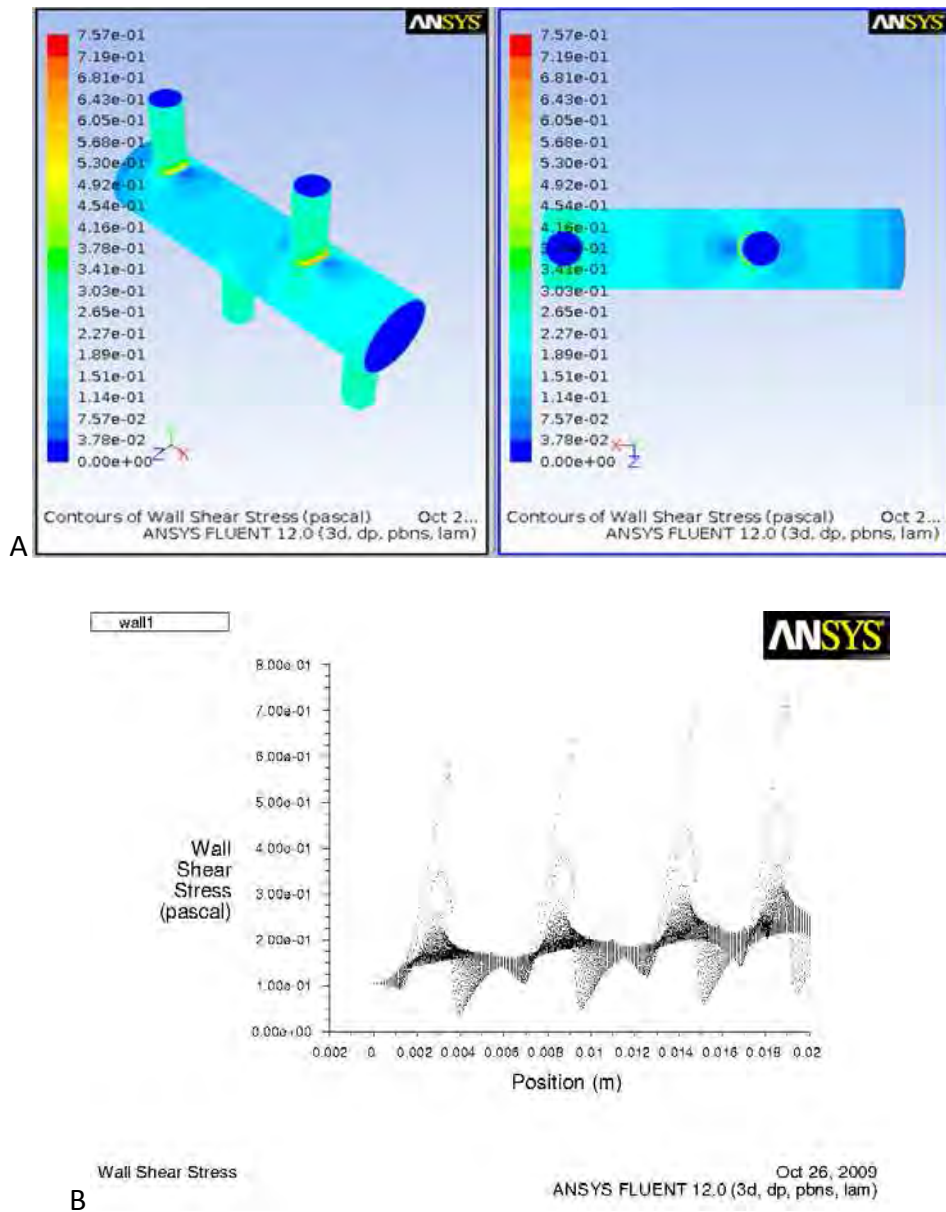 ANSYS
7.57e-01
7.19e-01
6.81e-01
6.43e-01
6.05e-01
5.68e-01
5.30e-01
4.92e-01
4.54e-01
4.16e-01
3.78e-01
3.41e-01
3.03e-01
2.65e-01
2.27e-01
1.89e-01
1.51e-01
1.14e-01
7.57e-02
3.78e-02
0.00e+00
Y
Z X
Contours of Wall Shear Stress (pascal) Oct 2...
ANSYS FLUENT 12.0 (3d, dp, pbns, lam)
ANSYS
7.57e-01
7.19e-01
6.81e-01
6.43e-01
6.05e-01
5.68e-01
5.30e-01
4.92e-01
4.54e-01
4.16e-01
3.78e-01
3.41e-01
3.03e-01
2.65e-01
2.27e-01
1.89e-01
1.51e-01
1.14e-01
7.57e-02
3.78e-02
0.00e+00
X
Z
Contours of Wall Shear Stress (pascal) Oct 2...
ANSYS FLUENT 12.0 (3d, dp, pbns, lam)
A
wall1
ANSYS
8.00e-01
7.00e-01
6.00e-01
5.00e-01
4.00e-01
3.00e-01
2.00e-01
1.00e-01
0.00e+00
Wall
Shear
Stress
(pascal)
-0.002 0 0.002 0.004 0.006 0.008 0.01 0.012 0.014 0.016 0.018 0.02
Position (m)
Wall Shear Stress
Oct 26, 2009
ANSYS FLUENT 12.0 (3d, dp, pbns, lam)
B